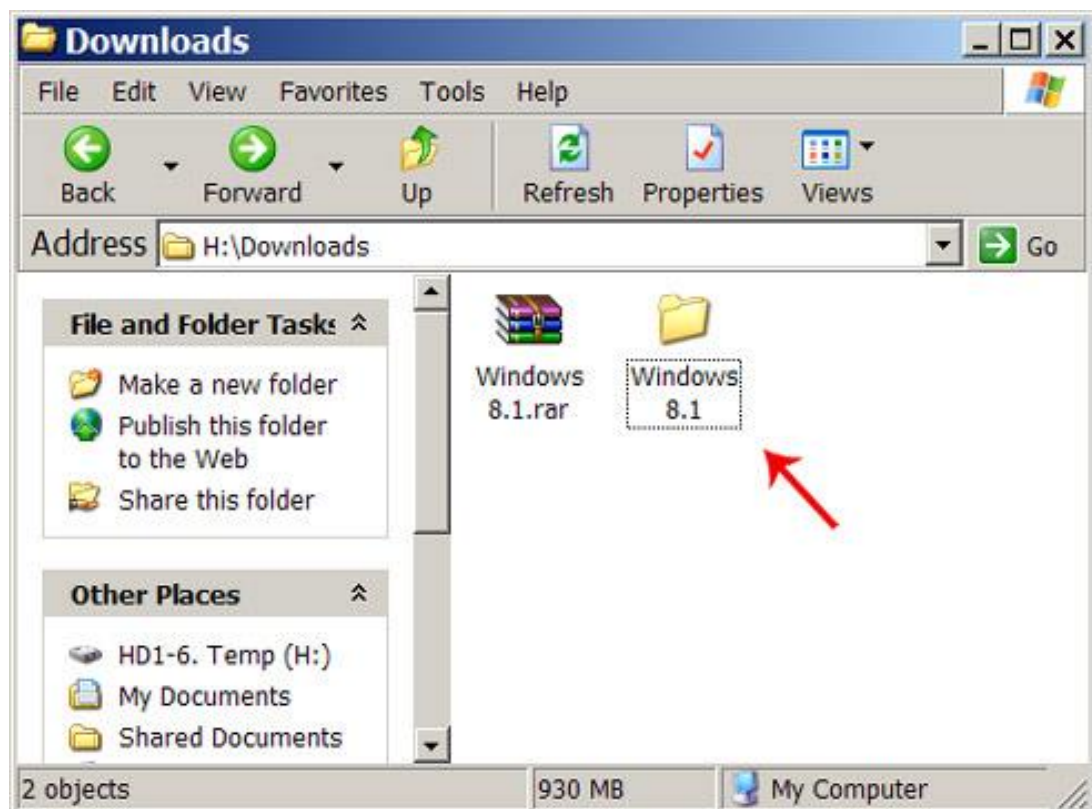 Downloads
File Edit View Favorites Tools Help
Back Forward Up Refresh Properties Views
Address H:\Downloads Go
File and Folder Tasks
Make a new folder
Publish this folder
to the Web
Share this folder
Other Places
HD1-6. Temp (H:)
My Documents
Shared Documents
Windows
8.1.rar
Windows
8.1
2 objects 930 MB My Computer